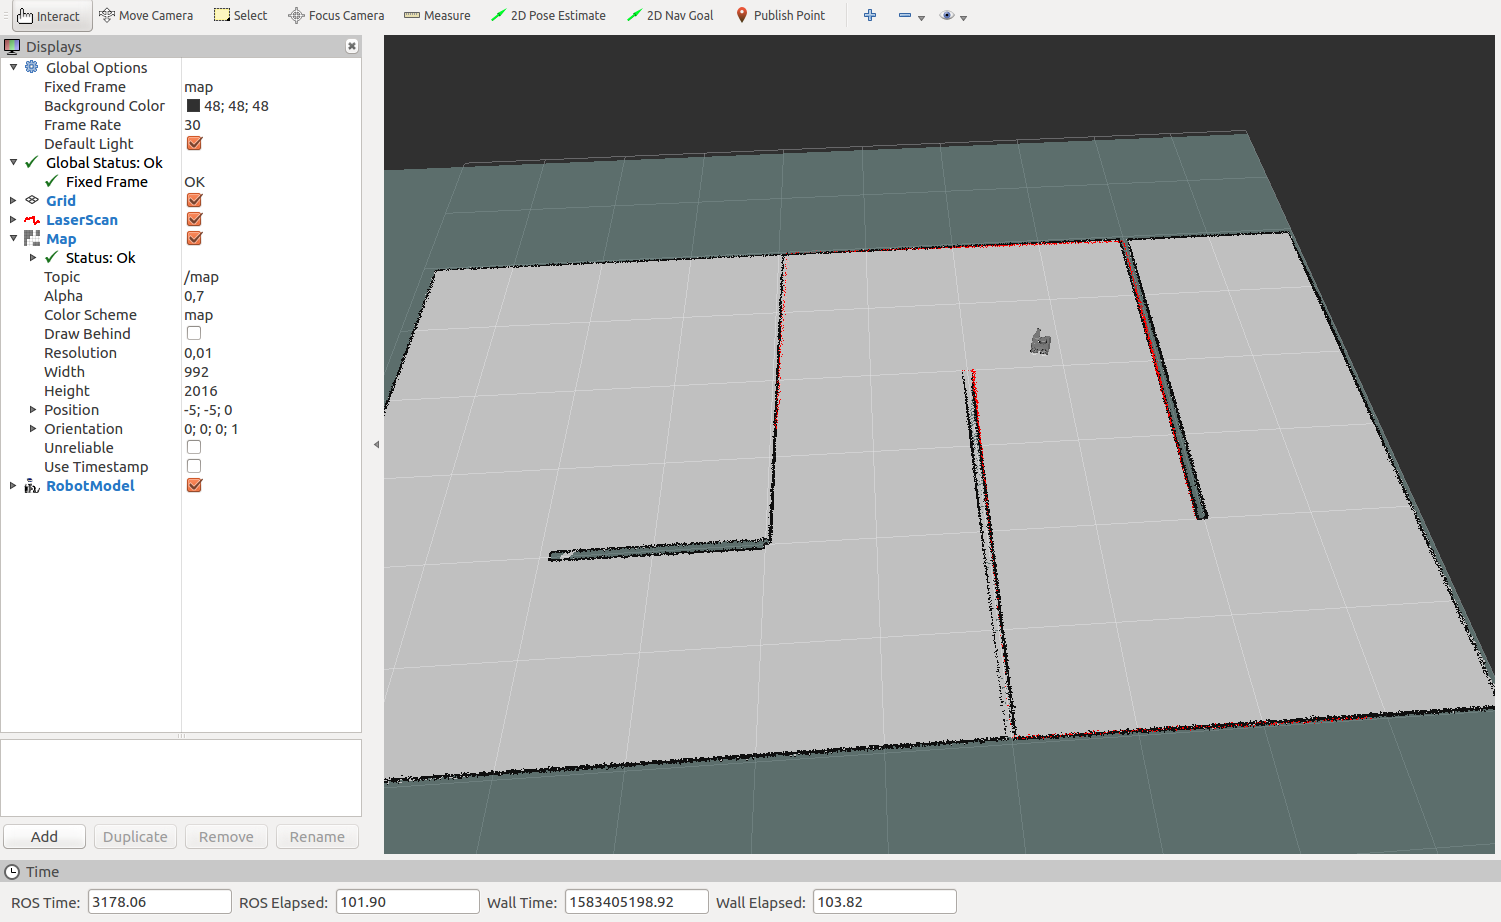 Interact Move Camera Select Focus Camera Measure 2D Pose Estimate 2D Nav Goal Publish Point
Displays
Global Options
Fixed Frame map
Background Color 48; 48; 48
Frame Rate 30
Default Light
Global Status: Ok
Fixed Frame OK
Grid
LaserScan
Map
Status: Ok
Topic /map
Alpha 0,7
Color Scheme map
Draw Behind
Resolution 0,01
Width 992
Height 2016
Position -5; -5; 0
Orientation 0; 0; 0; 1
Unreliable
Use Timestamp
RobotModel
Add Duplicate Remove Rename
Time
ROS Time: 3178.06 ROS Elapsed: 101.90 Wall Time: 1583405198.92 Wall Elapsed: 103.82